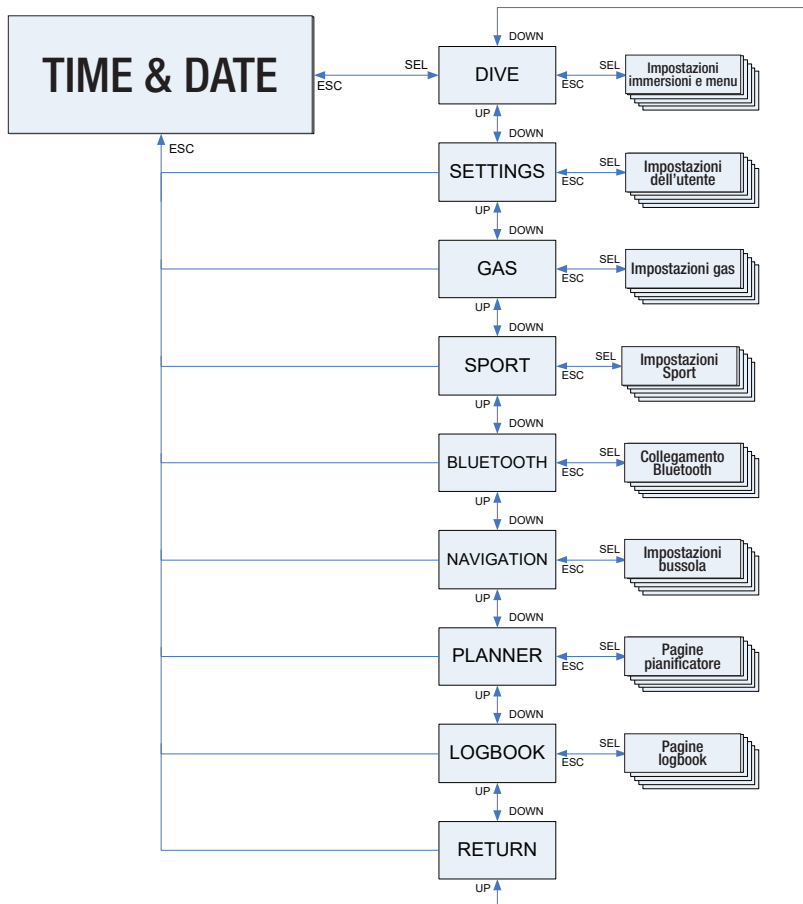 DOWN
TIME & DATE
SEL
ESC
DIVE
SEL
ESC
Impostazioni
immersioni e menu
UP
DOWN
ESC
SETTINGS
SEL
ESC
Impostazioni
dell'utente
UP
DOWN
GAS
SEL
ESC
Impostazioni gas
UP
DOWN
SPORT
SEL
ESC
Impostazioni
Sport
UP
DOWN
BLUETOOTH
SEL
ESC
Collegamento
Bluetooth
UP
DOWN
NAVIGATION
SEL
ESC
Impostazioni
bussola
UP
DOWN
PLANNER
SEL
ESC
Pagine
pianificatore
UP
DOWN
LOGBOOK
SEL
ESC
Pagine
logbook
UP
DOWN
RETURN
UP